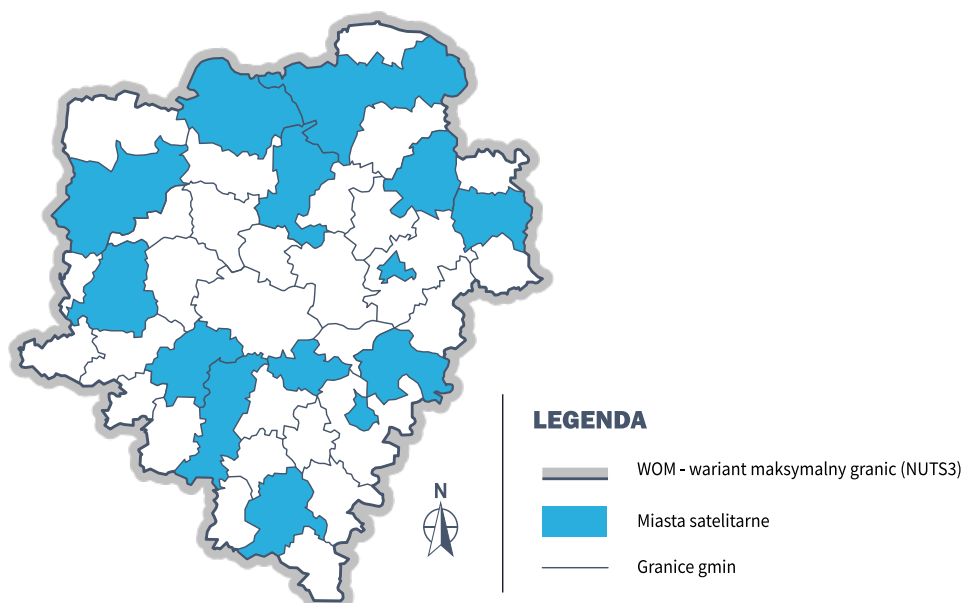 N
LEGENDA
WOM - wariant maksymalny granic (NUTS3)
Miasta satelitarne
Granice gmin